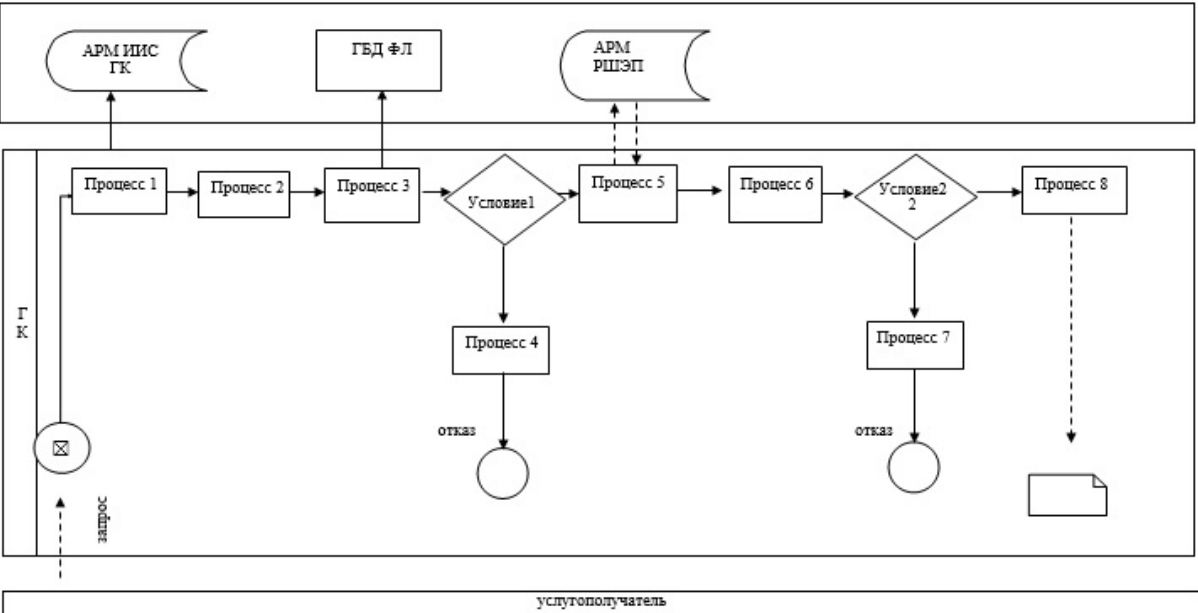 АРМ ИИС
ГК
ГБД ФЛ
АРМ
РШЭП
Процесс 1
Процесс 2
Процесс 3
Условие1
Процесс 5
Процесс 6
Условие2
2
Процесс 8
Г
К
Процесс 4
Процесс 7
отказ
отказ
запрос
услугополучатель